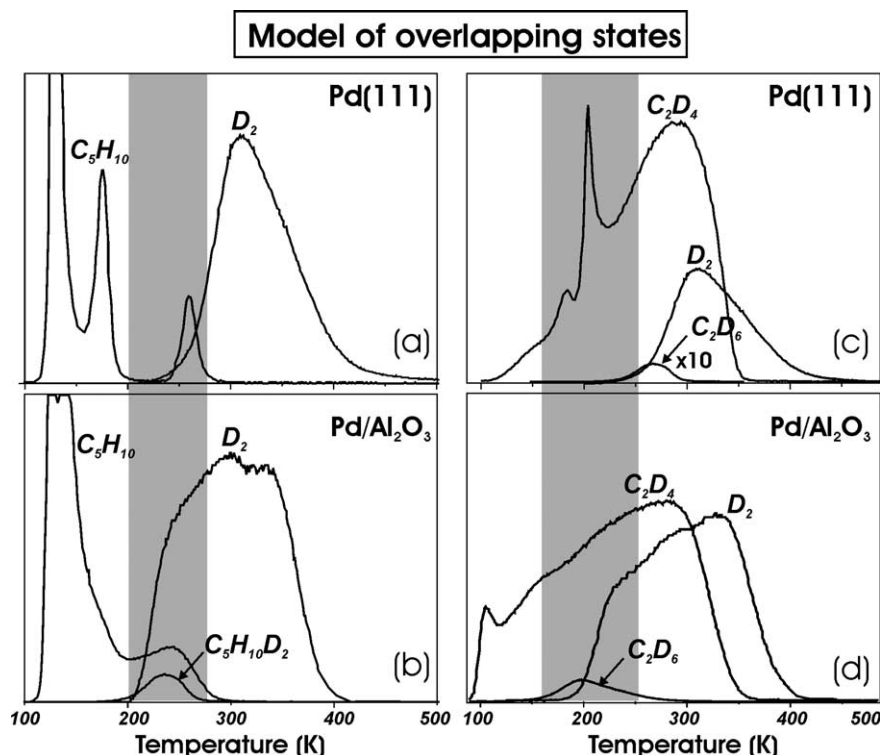 Model of overlapping states
Pd(111)
C₅H₁₀
D₂
(a)
Pd/Al₂O₃
C₅H₁₀
D₂
C₅H₁₀D₂
(b)
100 200 300 400 500
Temperature [K]
Pd(111)
C₂D₄
D₂
C₂D₆
x10
(c)
Pd/Al₂O₃
C₂D₄
D₂
C₂D₆
(d)
100 200 300 400 500
Temperature [K]